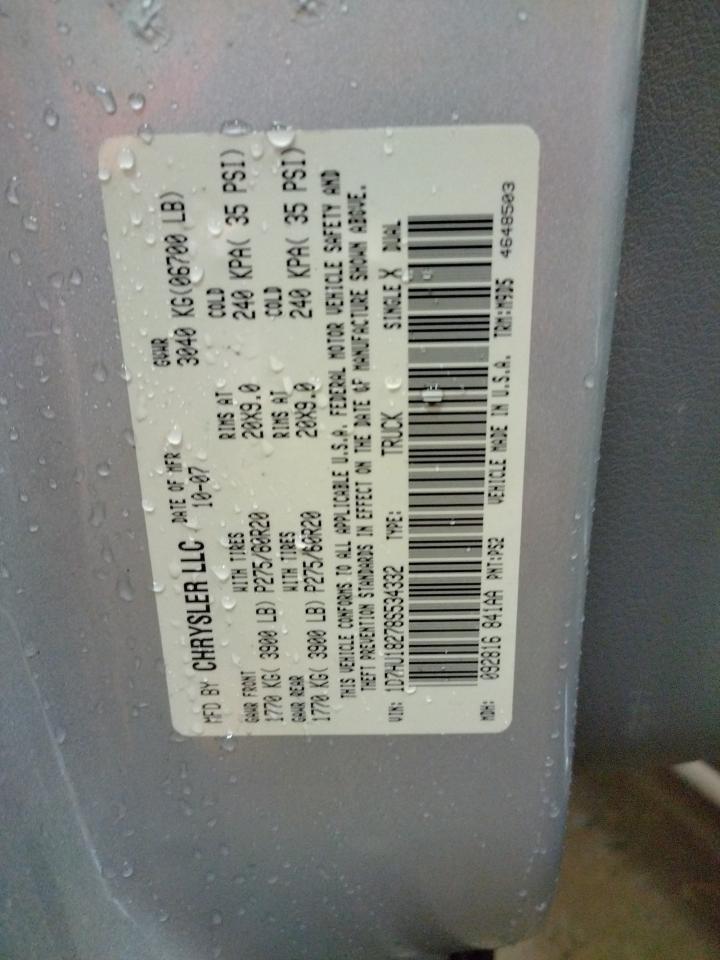 MFD BY CHRYSLER LLC DATE OF MFR 10-07 GVWR 3040 KG(06700 LB)
GAWR FRONT WITH TIRES RIMS AT COLD
1770 KG( 3900 LB) P275/60R20 20X9.0 240 KPA( 35 PSI)
GAWR REAR WITH TIRES RIMS AT COLD
1770 KG( 3900 LB) P275/60R20 20X9.0 240 KPA( 35 PSI)
THIS VEHICLE CONFORMS TO ALL APPLICABLE U.S.A. FEDERAL MOTOR VEHICLE SAFETY AND
THEFT PREVENTION STANDARDS IN EFFECT ON THE DATE OF MANUFACTURE SHOWN ABOVE.
VIN: 1D7HU18278S534332 TYPE: TRUCK SINGLE X DUAL
MDH: 092816 841AA PNT:PS2 VEHICLE MADE IN U.S.A. TRM:M9D5 4648503